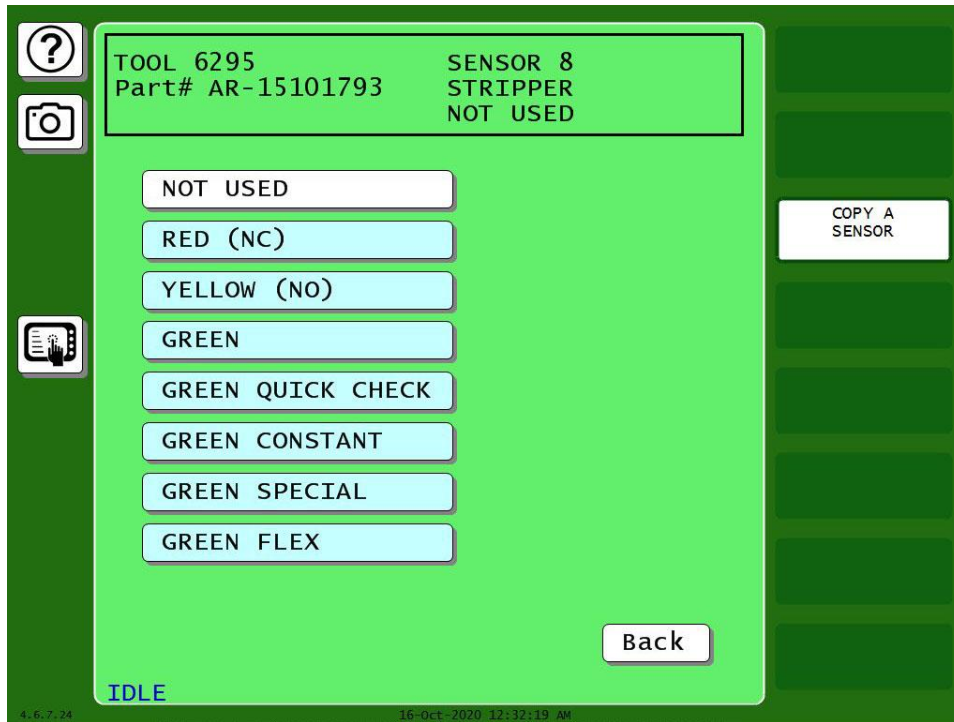 ?
TOOL 6295
Part# AR-15101793
SENSOR 8
STRIPPER
NOT USED
NOT USED
RED (NC)
YELLOW (NO)
GREEN
GREEN QUICK CHECK
GREEN CONSTANT
GREEN SPECIAL
GREEN FLEX
Back
IDLE
COPY A
SENSOR
4.6.7.24
16-Oct-2020 12:32:19 AM